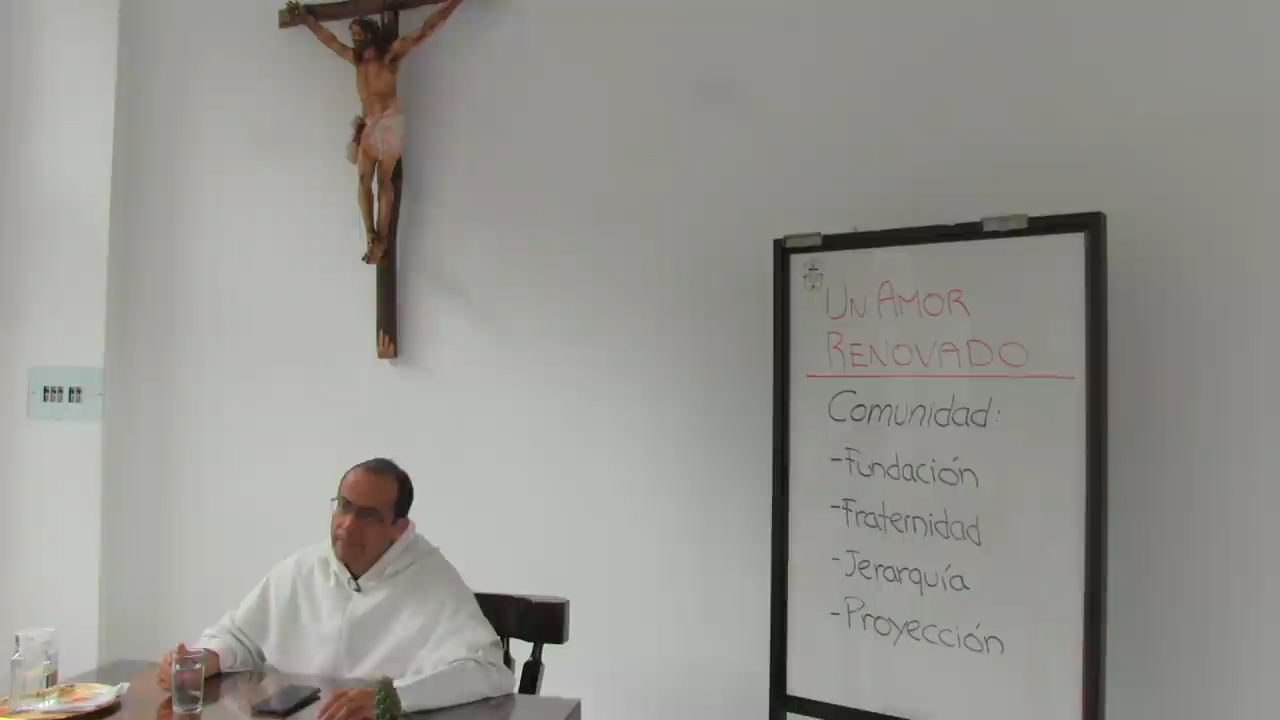 UN AMOR
RENOVADO
Comunidad:
-Fundación
-Fraternidad
-Jerarquía
-Proyección